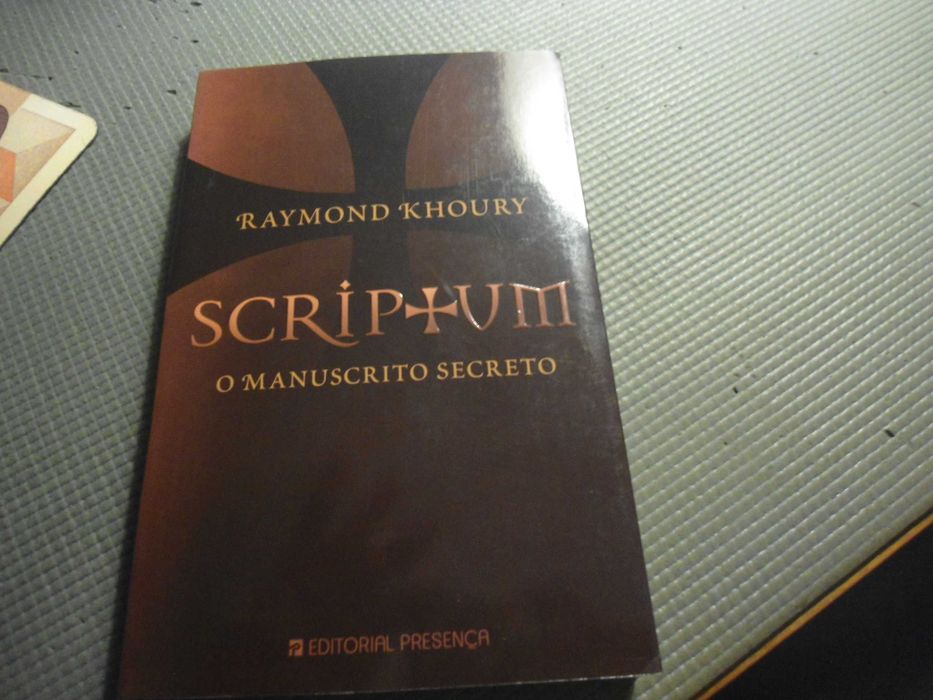 RAYMOND KHOURY
SCRIPTUM
O MANUSCRITO SECRETO
EDITORIAL PRESENÇA